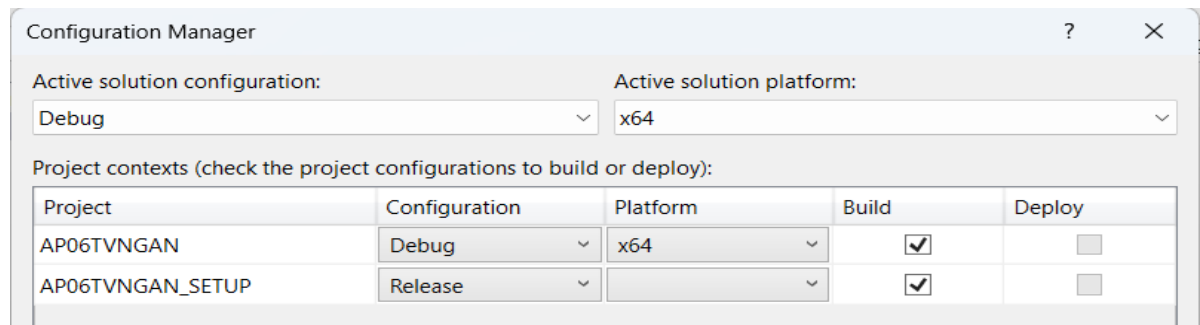 Configuration Manager ?
Active solution configuration: Active solution platform:
Debug x64
Project contexts (check the project configurations to build or deploy):
Project Configuration Platform Build Deploy
AP06TVNGAN Debug x64
AP06TVNGAN_SETUP Release